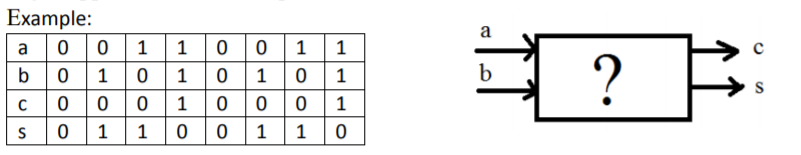 Example:
a 0 0 1 1 0 0 1 1
b 0 1 0 1 0 1 0 1
c 0 0 0 1 0 0 0 1
s 0 1 1 0 0 1 1 0
a
b
?
c
s